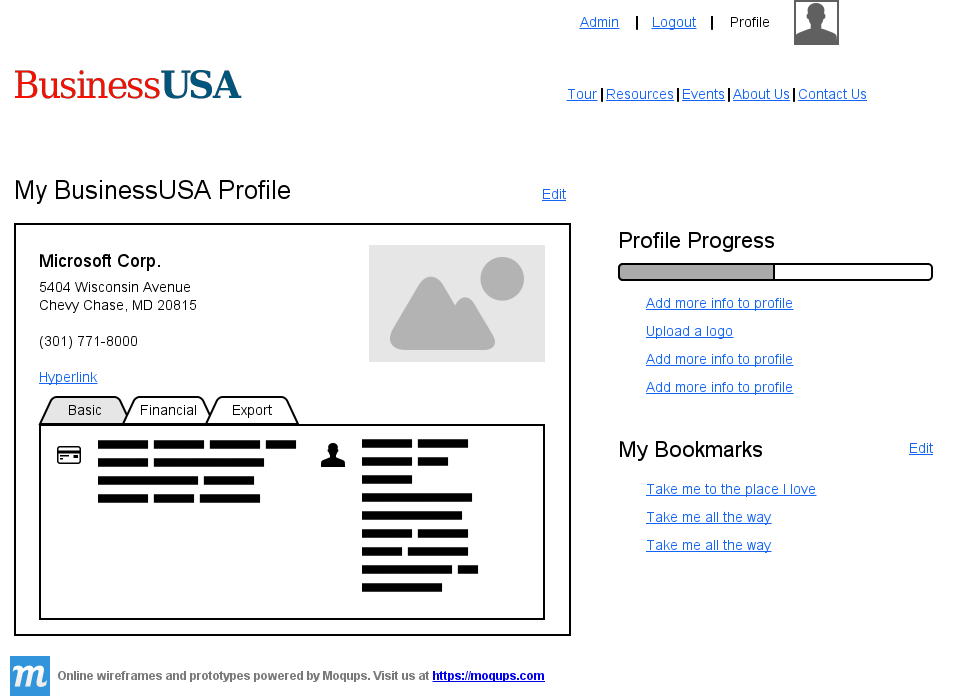 Admin | Logout | Profile
BusinessUSA
Tour | Resources | Events | About Us | Contact Us
My BusinessUSA Profile
Edit
Microsoft Corp.
5404 Wisconsin Avenue
Chevy Chase, MD 20815
(301) 771-8000
Hyperlink
Basic
Financial
Export
Profile Progress
Add more info to profile
Upload a logo
Add more info to profile
Add more info to profile
My Bookmarks
Edit
Take me to the place I love
Take me all the way
Take me all the way
m Online wireframes and prototypes powered by Moqups. Visit us at https://moqups.com